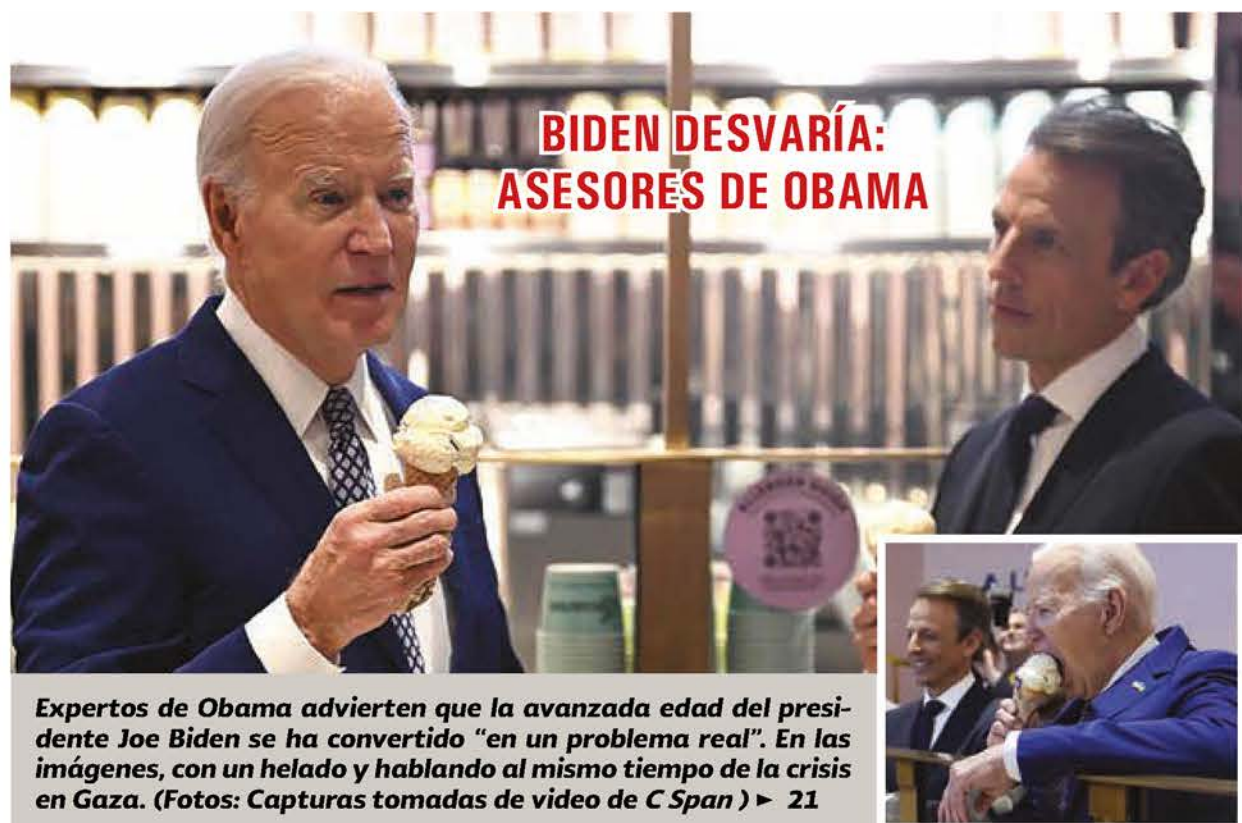 BIDEN DESVARÍA:
ASESORES DE OBAMA
Expertos de Obama advierten que la avanzada edad del presi-
dente Joe Biden se ha convertido “en un problema real”. En las
imágenes, con un helado y hablando al mismo tiempo de la crisis
en Gaza. (Fotos: Capturas tomadas de video de C Span ) ► 21